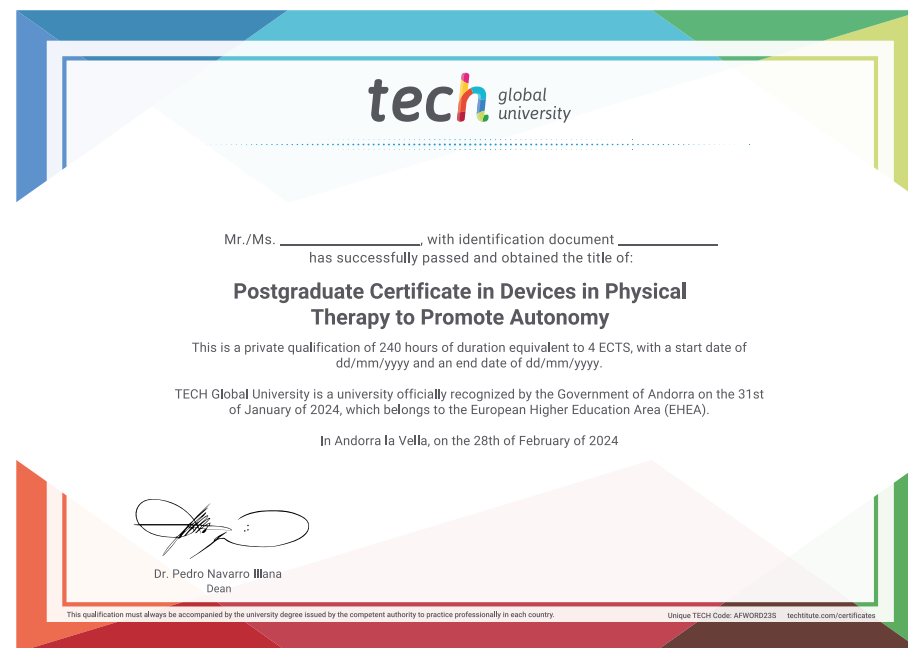 tech global university
Mr./Ms. ____________, with identification document ____________
has successfully passed and obtained the title of:
Postgraduate Certificate in Devices in Physical
Therapy to Promote Autonomy
This is a private qualification of 240 hours of duration equivalent to 4 ECTS, with a start date of
dd/mm/yyyy and an end date of dd/mm/yyyy.
TECH Global University is a university officially recognized by the Government of Andorra on the 31st
of January of 2024, which belongs to the European Higher Education Area (EHEA).
In Andorra la Vella, on the 28th of February of 2024
Dr. Pedro Navarro Illana
Dean
This qualification must always be accompanied by the university degree issued by the competent authority to practice professionally in each country.
Unique TECH Code: AFWORD23S techtitute.com/certificates